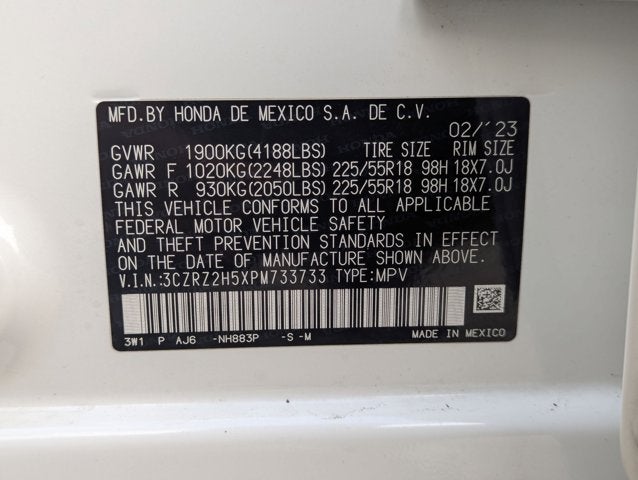 MFD.BY HONDA DE MEXICO S.A. DE C.V.
02/´23
GVWR 1900KG(4188LBS) TIRE SIZE RIM SIZE
GAWR F 1020KG(2248LBS) 225/55R18 98H 18X7.0J
GAWR R 930KG(2050LBS) 225/55R18 98H 18X7.0J
THIS VEHICLE CONFORMS TO ALL APPLICABLE
FEDERAL MOTOR VEHICLE SAFETY
AND THEFT PREVENTION STANDARDS IN EFFECT
ON THE DATE OF MANUFACTURE SHOWN ABOVE.
V.I.N.:3CZRZ2H5XPM733733 TYPE:MPV
3W1 P AJ6 -NH883P -S -M
MADE IN MEXICO